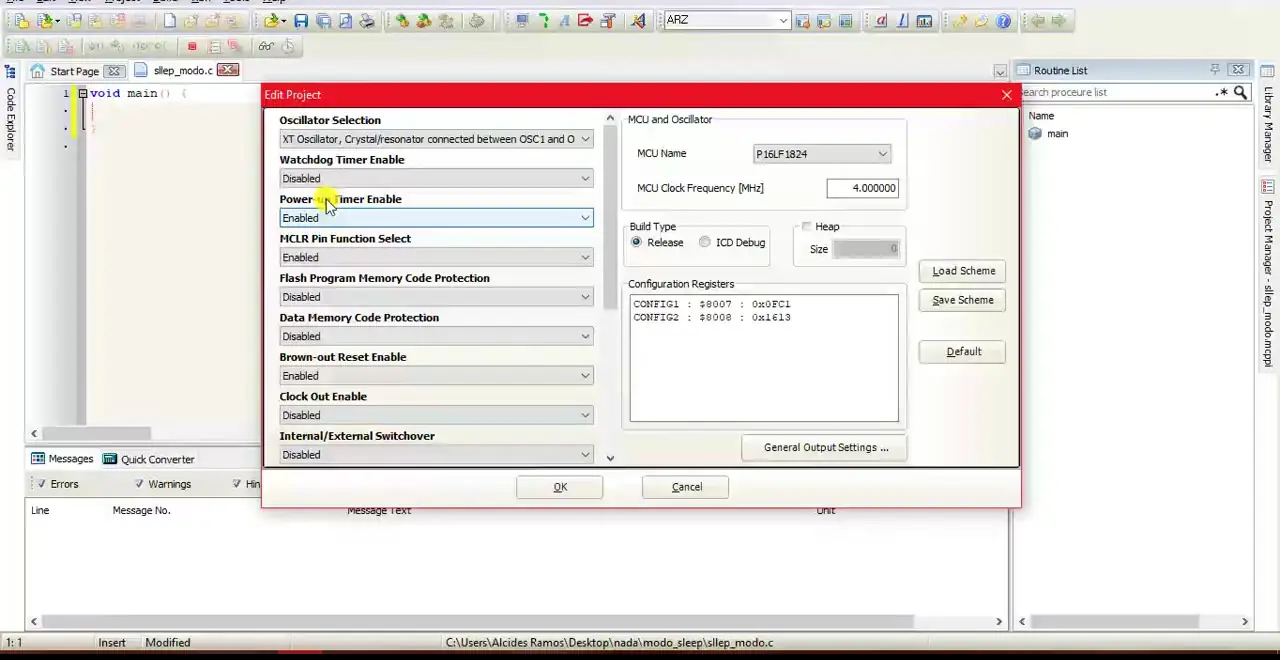 ARZ
Start Page
sllep_modo.c
Code Explorer
1
void main() {
}
Edit Project
Oscillator Selection
XT Oscillator, Crystal/resonator connected between OSC1 and O
Watchdog Timer Enable
Disabled
Power-up Timer Enable
Enabled
MCLR Pin Function Select
Enabled
Flash Program Memory Code Protection
Disabled
Data Memory Code Protection
Disabled
Brown-out Reset Enable
Enabled
Clock Out Enable
Disabled
Internal/External Switchover
Disabled
MCU and Oscillator
MCU Name
P16LF1824
MCU Clock Frequency [MHz]
4.000000
Build Type
Release
ICD Debug
Heap
Size
0
Configuration Registers
CONFIG1 : $8007 : 0x0FC1
CONFIG2 : $8008 : 0x1613
General Output Settings ...
Load Scheme
Save Scheme
Default
OK
Cancel
Routine List
Search proceure list
.*
Name
main
Library Manager
Project Manager - sllep_modo.mcppi
Messages
Quick Converter
Errors
Warnings
Hin
Line
Message No.
Message Text
Unit
1: 1
Insert
Modified
C:\Users\Alcides Ramos\Desktop\nada\modo_sleep\sllep_modo.c